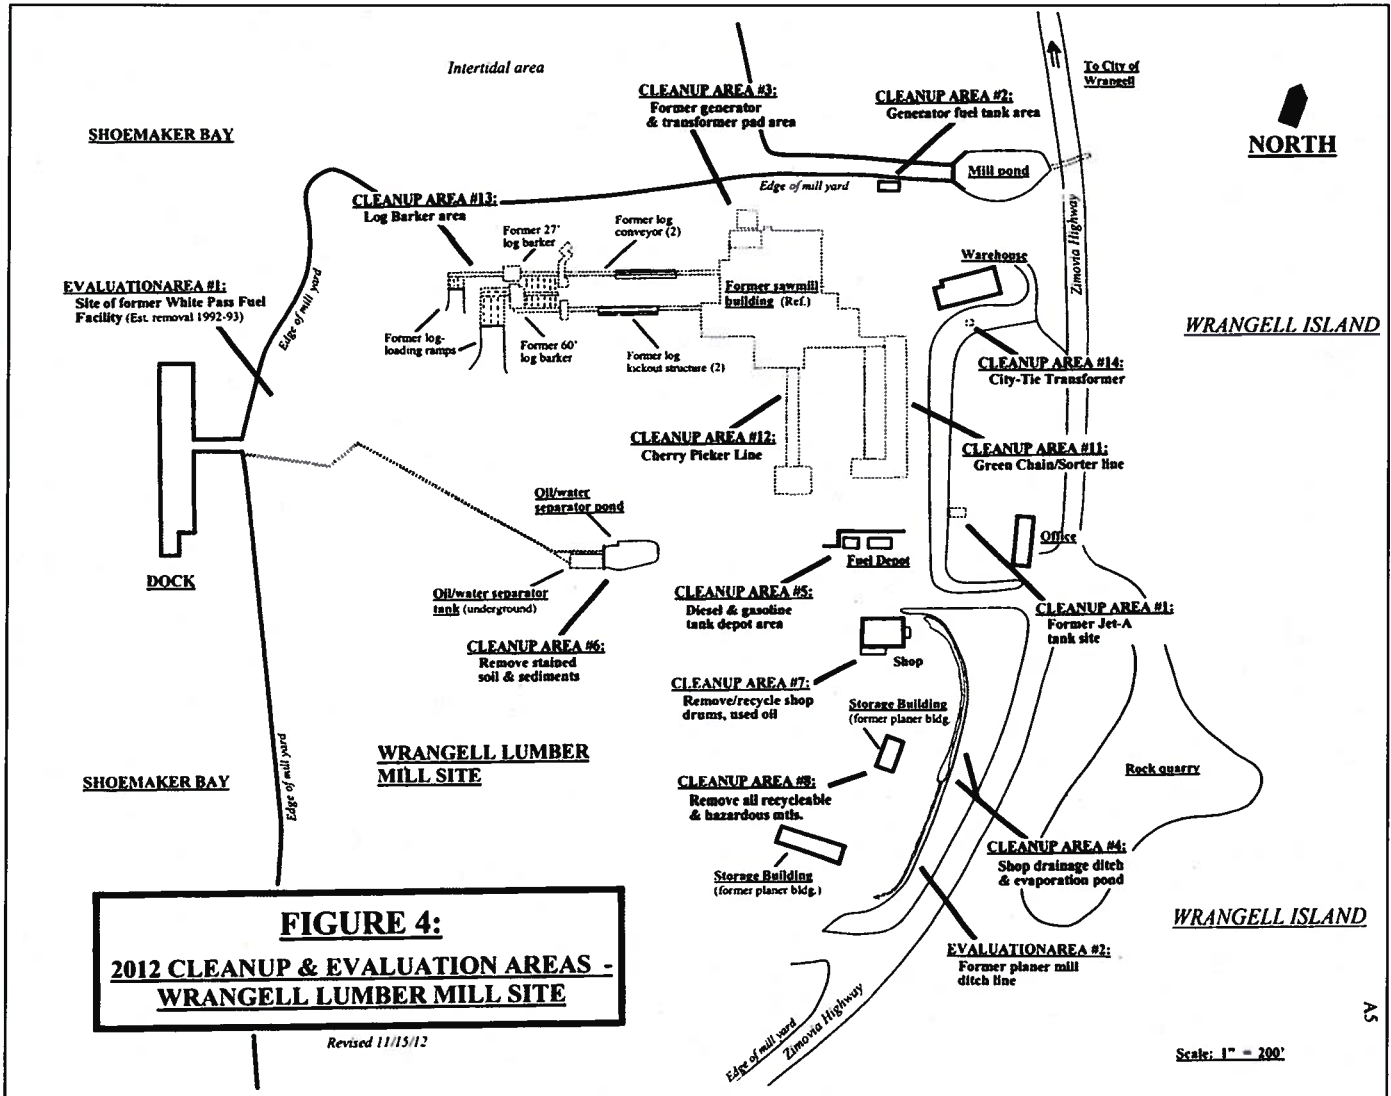 Intertidal area
To City of
Wrangell
NORTH
SHOEMAKER BAY
CLEANUP AREA #3:
Former generator
& transformer pad area
CLEANUP AREA #2:
Generator fuel tank area
Mill pond
Edge of mill yard
Zimovia Highway
CLEANUP AREA #13:
Log Barker area
Former 27'
log barker
Former log
conveyor (2)
Warehouse
Former sawmill
building (Ref.)
EVALUATIONAREA #1:
Site of former White Pass Fuel
Facility (Est. removal 1992-93)
Edge of mill yard
WRANGELL ISLAND
Former log-
loading ramps
Former 60'
log barker
Former log
lockout structure (2)
CLEANUP AREA #14:
City-Tie Transformer
CLEANUP AREA #12:
Cherry Picker Line
CLEANUP AREA #11:
Green Chain/Sorter line
Oil/water
separator pond
Office
Fuel Depot
DOCK
Oil/water separator
tank (underground)
CLEANUP AREA #5:
Diesel & gasoline
tank depot area
CLEANUP AREA #1:
Former Jet-A
tank site
CLEANUP AREA #6:
Remove stained
soil & sediments
Shop
CLEANUP AREA #7:
Remove/recycle shop
drums, used oil
Storage Building
(former planer bldg.
WRANGELL LUMBER
MILL SITE
SHOEMAKER BAY
Edge of mill yard
CLEANUP AREA #8:
Remove all recycleable
& hazardous mtls.
Rock quarry
CLEANUP AREA #4:
Shop drainage ditch
& evaporation pond
Storage Building
(former planer bldg.)
WRANGELL ISLAND
EVALUATIONAREA #2:
Former planer mill
ditch line
FIGURE 4:
2012 CLEANUP & EVALUATION AREAS -
WRANGELL LUMBER MILL SITE
Revised 11/15/12
Edge of mill yard
Zimovia Highway
A5
Scale: 1" = 200'